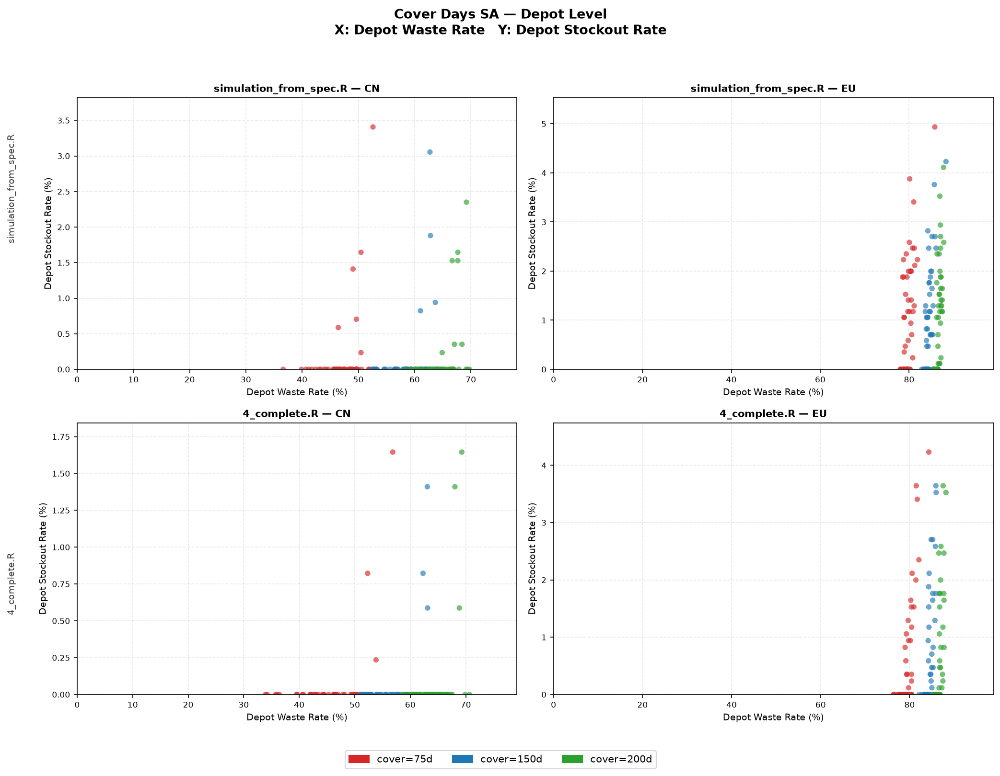 Cover Days SA — Depot Level
X: Depot Waste Rate   Y: Depot Stockout Rate
simulation_from_spec.R
simulation_from_spec.R — CN
Depot Stockout Rate (%)
3.5
3.0
2.5
2.0
1.5
1.0
0.5
0.0
0 10 20 30 40 50 60 70
Depot Waste Rate (%)
simulation_from_spec.R — EU
Depot Stockout Rate (%)
5
4
3
2
1
0
0 20 40 60 80
Depot Waste Rate (%)
4_complete.R
4_complete.R — CN
Depot Stockout Rate (%)
1.75
1.50
1.25
1.00
0.75
0.50
0.25
0.00
0 10 20 30 40 50 60 70
Depot Waste Rate (%)
4_complete.R — EU
Depot Stockout Rate (%)
4
3
2
1
0
0 20 40 60 80
Depot Waste Rate (%)
cover=75d cover=150d cover=200d